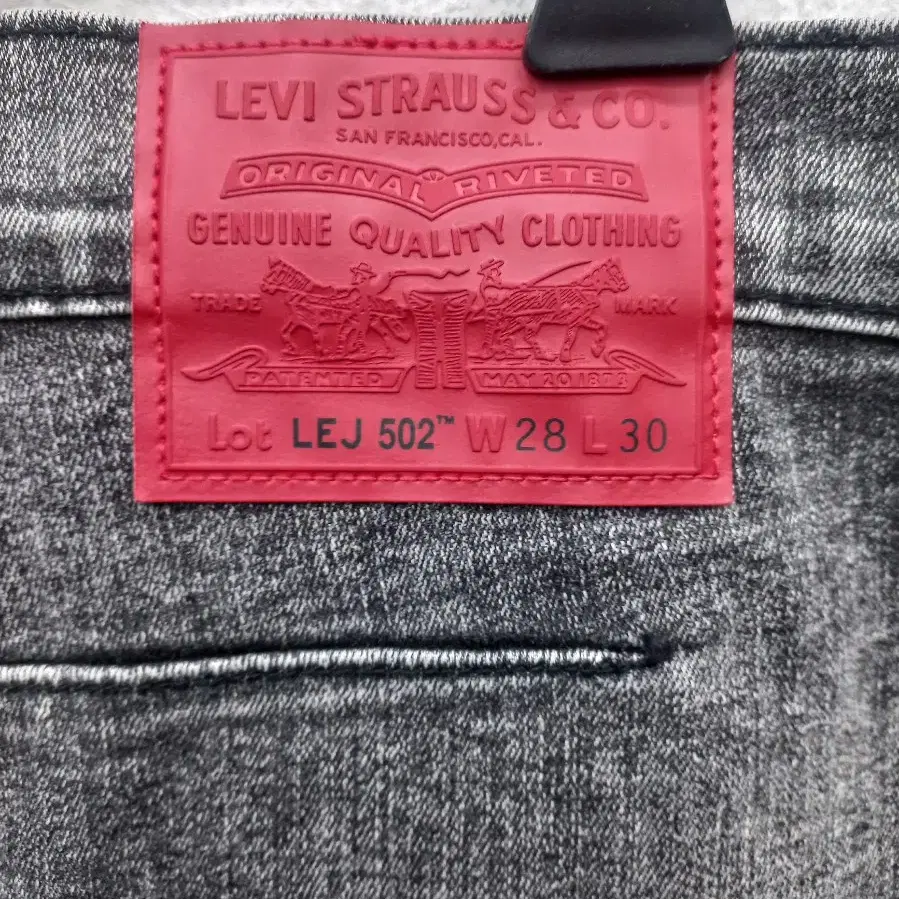 LEVI STRAUSS & CO.
SAN FRANCISCO, CAL.
ORIGINAL RIVETED
GENUINE QUALITY CLOTHING
TRADE MARK
PATENTED MAY 20 1873
Lot LEJ 502™ W 28 L 30